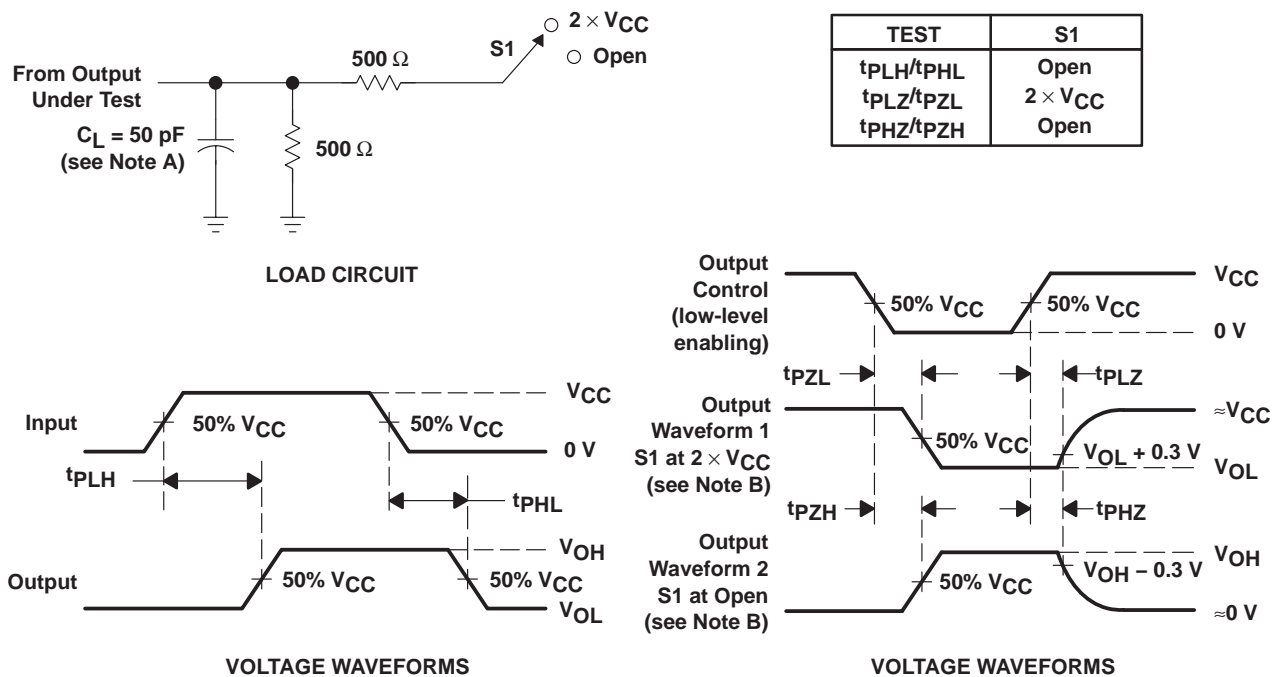 2 × VCC
S1
Open
500 Ω
From Output
Under Test
CL = 50 pF
(see Note A)
500 Ω
LOAD CIRCUIT
TEST S1
tPLH/tPHL Open
tPLZ/tPZL 2 × VCC
tPHZ/tPZH Open
Input
50% VCC
50% VCC
VCC
0 V
tPLH
tPHL
Output
50% VCC
50% VCC
VOH
VOL
VOLTAGE WAVEFORMS
Output
Control
(low-level
enabling)
50% VCC
50% VCC
VCC
0 V
tPZL
tPLZ
Output
Waveform 1
S1 at 2 × VCC
(see Note B)
50% VCC
VOL + 0.3 V
≈VCC
VOL
tPZH
tPHZ
Output
Waveform 2
S1 at Open
(see Note B)
50% VCC
VOH − 0.3 V
VOH
≈0 V
VOLTAGE WAVEFORMS